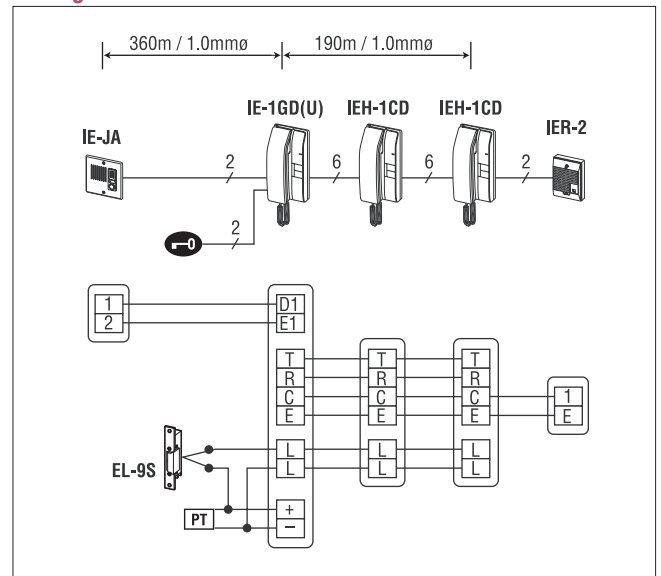 360m / 1.0mmø 190m / 1.0mmø
IE-1GD(U) IEH-1CD IEH-1CD
IE-JA IER-2
2 6 6 2
2
1 D1
2 E1
T T T
R R R
C C C 1
E E E E
L L L
EL-9S L L L
PT +
−